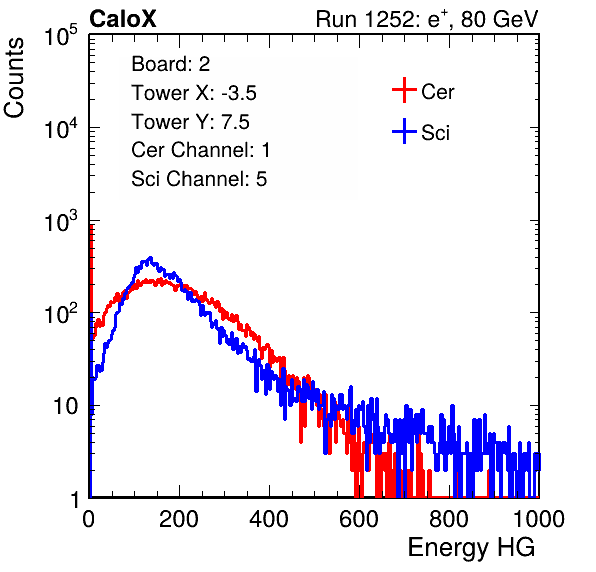 CaloX Run 1252: e⁺, 80 GeV
Counts
Board: 2
Tower X: -3.5
Tower Y: 7.5
Cer Channel: 1
Sci Channel: 5
Cer
Sci
10⁵
10⁴
10³
10²
10
1
0 200 400 600 800 1000
Energy HG